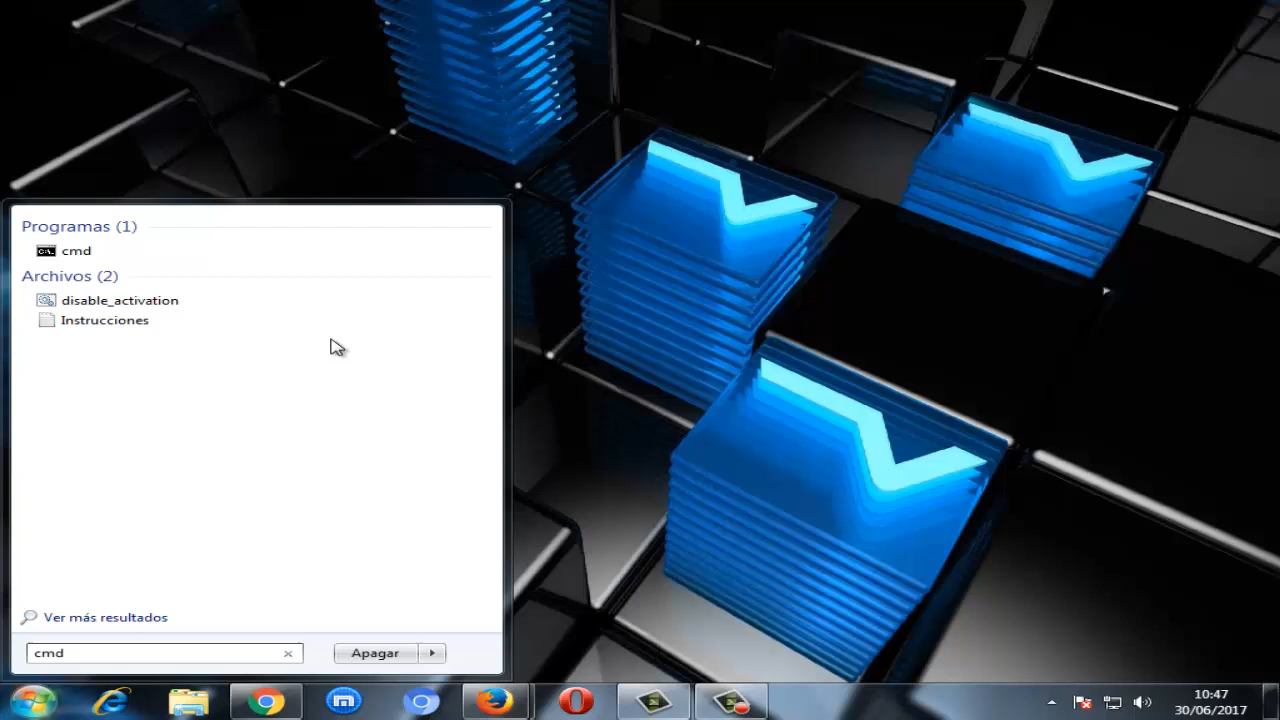 Programas (1)
cmd
Archivos (2)
disable_activation
Instrucciones
Ver más resultados
cmd
Apagar
10:47
30/06/2017